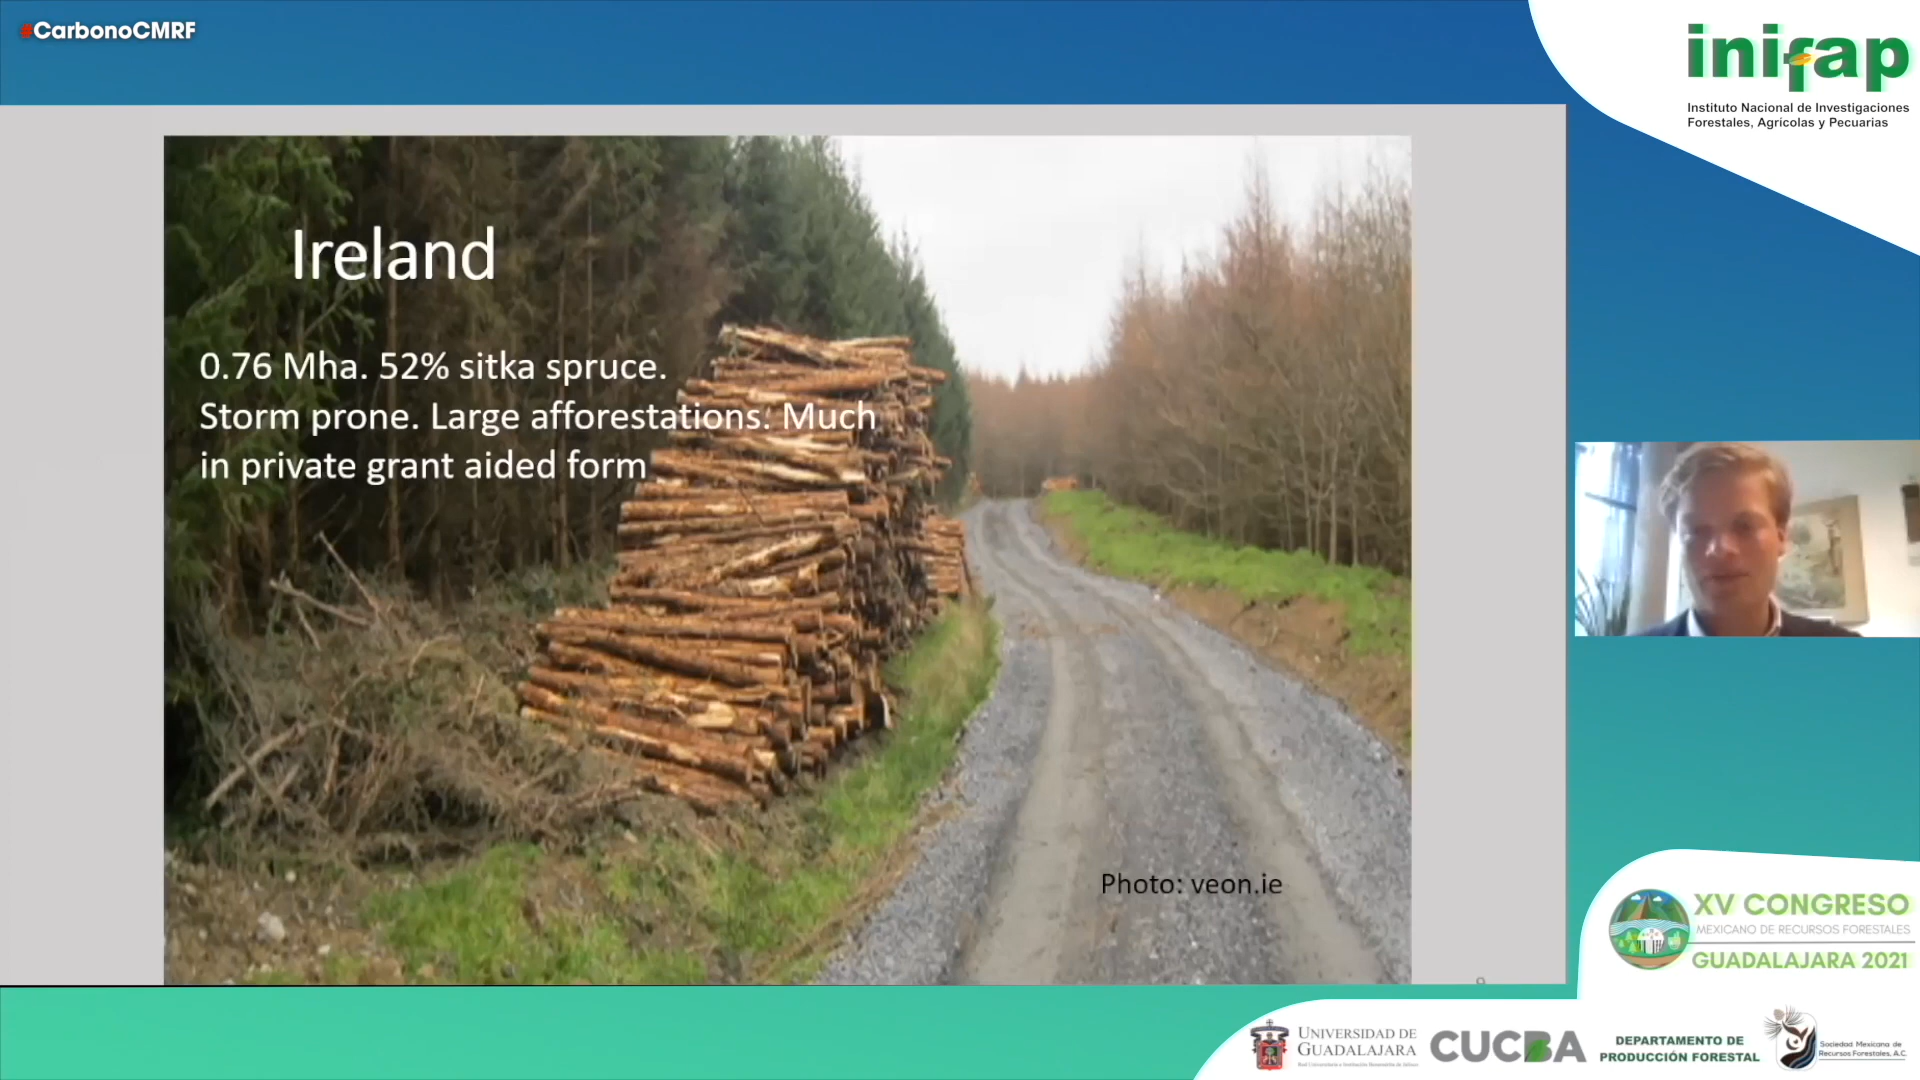 #CarbonoCMRF
inifap
Instituto Nacional de Investigaciones
Forestales, Agrícolas y Pecuarias
Ireland
0.76 Mha. 52% sitka spruce.
Storm prone. Large afforestations. Much
in private grant aided form
Photo: veon.ie
XV CONGRESO
MEXICANO DE RECURSOS FORESTALES
GUADALAJARA 2021
UNIVERSIDAD DE
GUADALAJARA
CUCBA
DEPARTAMENTO DE
PRODUCCIÓN FORESTAL
Sociedad Mexicana de
Recursos Forestales, A.C.